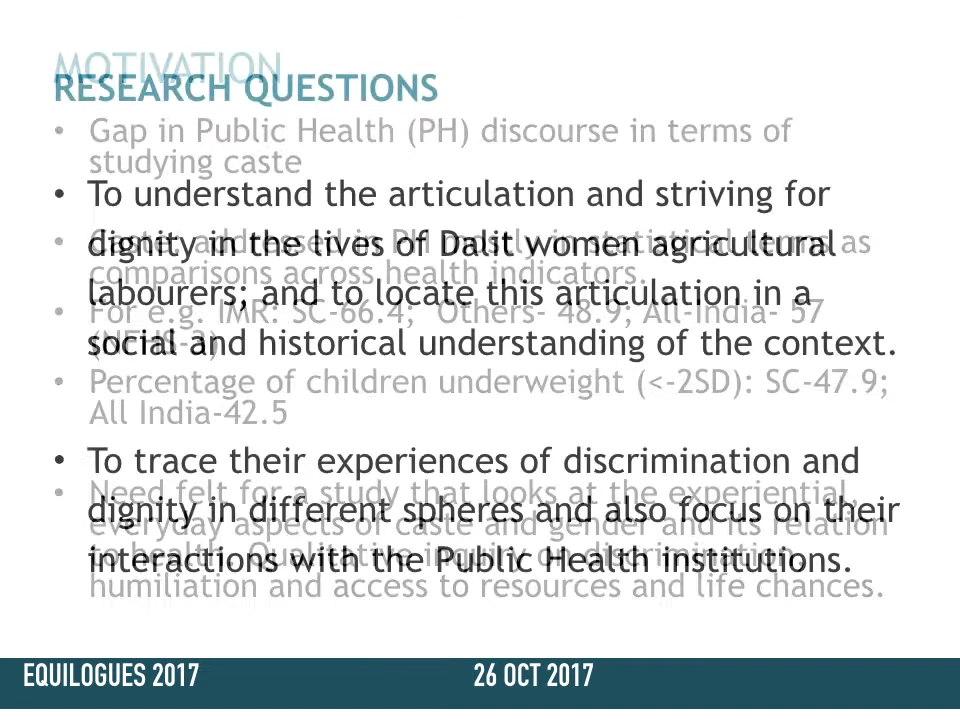 MOTIVATION
RESEARCH QUESTIONS
• Gap in Public Health (PH) discourse in terms of
studying caste
• To understand the articulation and striving for
• Caste: addressed in PH mostly in statistical terms as
dignity in the lives of Dalit women agricultural
comparisons across health indicators.
labourers; and to locate this articulation in a
• For e.g. IMR: SC-66.4; Others- 48.9; All-India- 57
(NFHS-3)
social and historical understanding of the context.
• Percentage of children underweight (<-2SD): SC-47.9;
All India-42.5
• To trace their experiences of discrimination and
• Need felt for a study that looks at the experiential,
dignity in different spheres and also focus on their
everyday aspects of caste and gender and its relation
to health. Qualitative inquiry on discrimination,
interactions with the Public Health institutions.
humiliation and access to resources and life chances.
EQUILOGUES 2017
26 OCT 2017